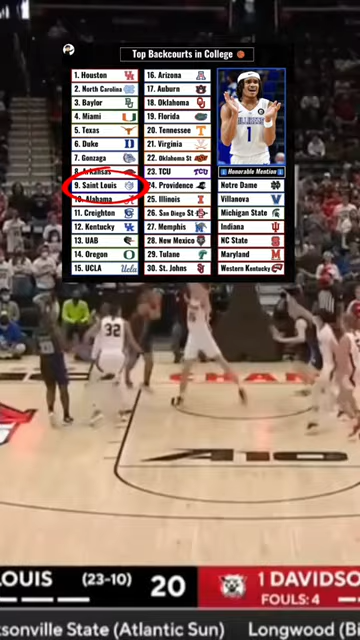 Top Backcourts in College
1. Houston
2. North Carolina
3. Baylor
4. Miami
5. Texas
6. Duke
7. Gonzaga
8. Arkansas
9. Saint Louis
10. Alabama
11. Creighton
12. Kentucky
13. UAB
14. Oregon
15. UCLA
Ucla
16. Arizona
17. Auburn
18. Oklahoma
19. Florida
20. Tennessee
21. Virginia
22. Oklahoma St
23. TCU
TCU
24. Providence
25. Illinois
26. San Diego St
27. Memphis
28. New Mexico
29. Tulane
30. St. Johns
1
Honorable Mention
Notre Dame
Villanova
Michigan State
Indiana
NC State
Maryland
Western Kentucky
32
A10
LOUIS (23-10) 20 1 DAVIDSO
FOULS: 4
ksonville State (Atlantic Sun) Longwood (Bi